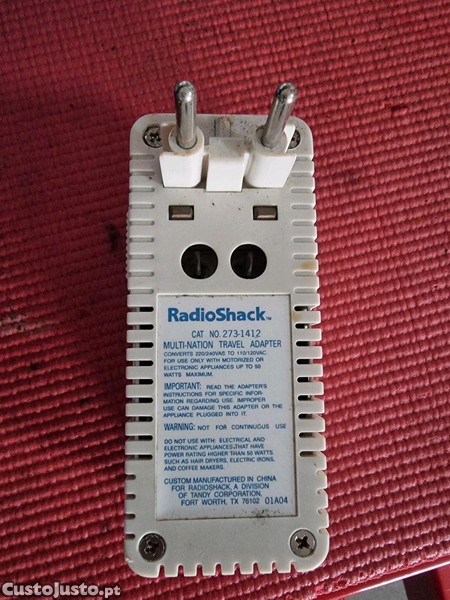 RadioShack™
CAT NO. 273-1412
MULTI-NATION TRAVEL ADAPTER
CONVERTS 220/240VAS TO 110/120VAC.
FOR USE ONLY WITH MOTORIZED OR
ELECTRONIC APPLIANCES UP TO 50
WATTS MAXIMUM.
IMPORTANT: READ THE ADAPTER'S
INSTRUCTIONS FOR SPECIFIC INFOR-
MATION REGARDING USE. IMPROPER
USE CAN DAMAGE THIS ADAPTER OR THE
APPLIANCE PLUGGED INTO IT.
WARNING: NOT FOR CONTINUOUS USE
DO NOT USE WITH: ELECTRICAL AND
ELECTRONIC APPLIANCES,THAT HAVE
POWER RATING HIGHER THAN 50 WATTS
SUCH AS HAIR DRYERS, ELECTRIC IRONS,
AND COFFEE MAKERS.
CUSTOM MANUFACTURED IN CHINA
FOR RADIOSHACK, A DIVISION
OF TANDY CORPORATION,
FORT WORTH, TX 76102 01A04
CustoJusto.pt